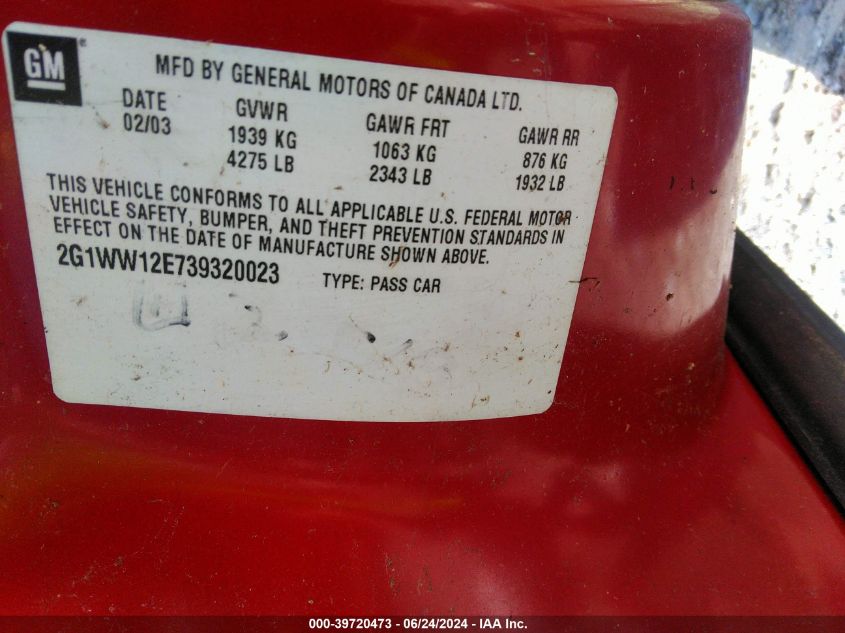 GM
MFD BY GENERAL MOTORS OF CANADA LTD.
DATE GVWR GAWR FRT GAWR RR
02/03 1939 KG 1063 KG 876 KG
4275 LB 2343 LB 1932 LB
THIS VEHICLE CONFORMS TO ALL APPLICABLE U.S. FEDERAL MOTOR
VEHICLE SAFETY, BUMPER, AND THEFT PREVENTION STANDARDS IN
EFFECT ON THE DATE OF MANUFACTURE SHOWN ABOVE.
2G1WW12E739320023 TYPE: PASS CAR
000-39720473 - 06/24/2024 - IAA Inc.